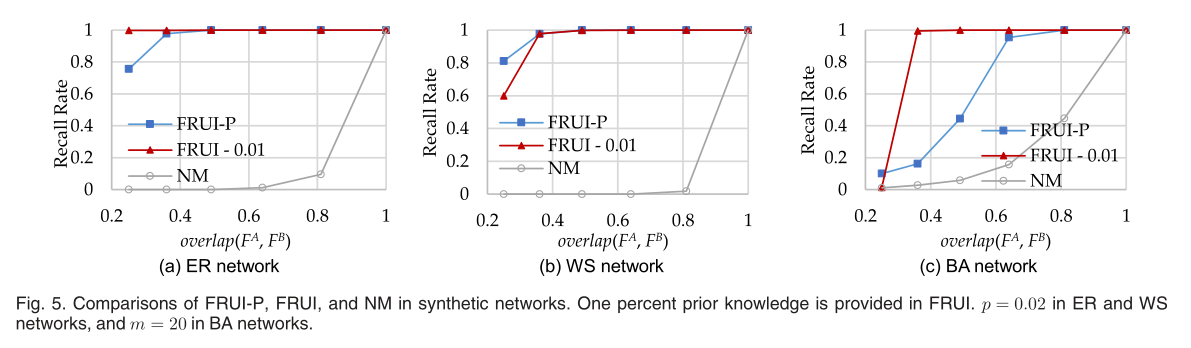 Recall Rate
1
0.8
0.6
0.4
0.2
0
FRUI-P
FRUI - 0.01
NM
0.2 0.4 0.6 0.8 1
overlap(F^A, F^B)
(a) ER network
Recall Rate
1
0.8
0.6
0.4
0.2
0
FRUI-P
FRUI - 0.01
NM
0.2 0.4 0.6 0.8 1
overlap(F^A, F^B)
(b) WS network
Recall Rate
1
0.8
0.6
0.4
0.2
0
FRUI-P
FRUI - 0.01
NM
0.2 0.4 0.6 0.8 1
overlap(F^A, F^B)
(c) BA network
Fig. 5. Comparisons of FRUI-P, FRUI, and NM in synthetic networks. One percent prior knowledge is provided in FRUI. p = 0.02 in ER and WS
networks, and m = 20 in BA networks.